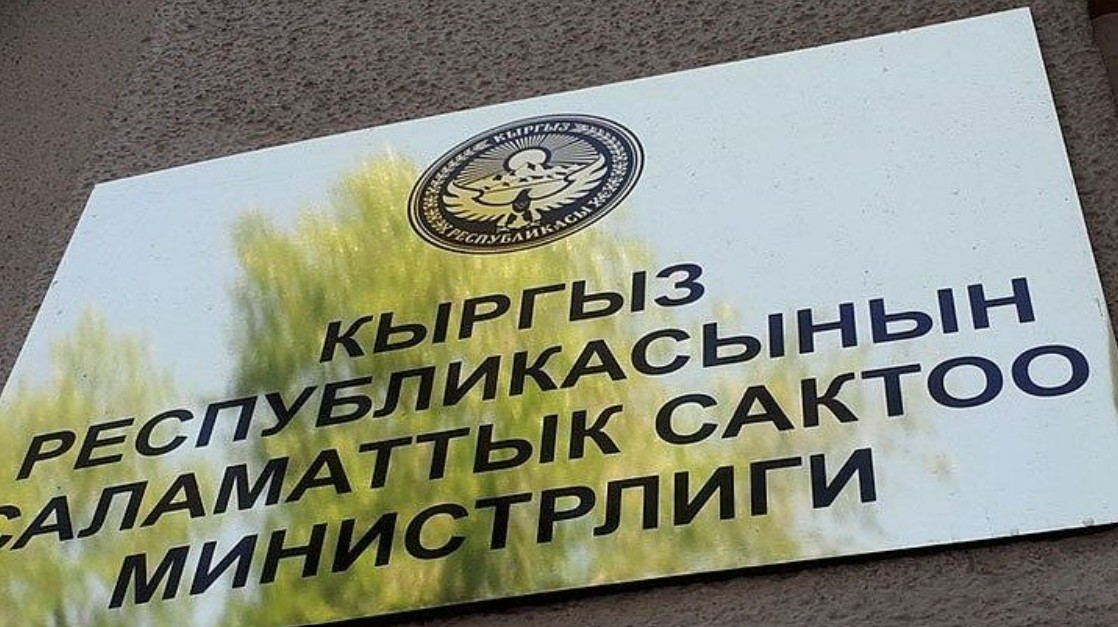 КЫРГЫЗ
РЕСПУБЛИКАСЫ
КЫРГЫЗ
РЕСПУБЛИКАСЫНЫН
САЛАМАТТЫК САКТОО
МИНИСТРЛИГИ